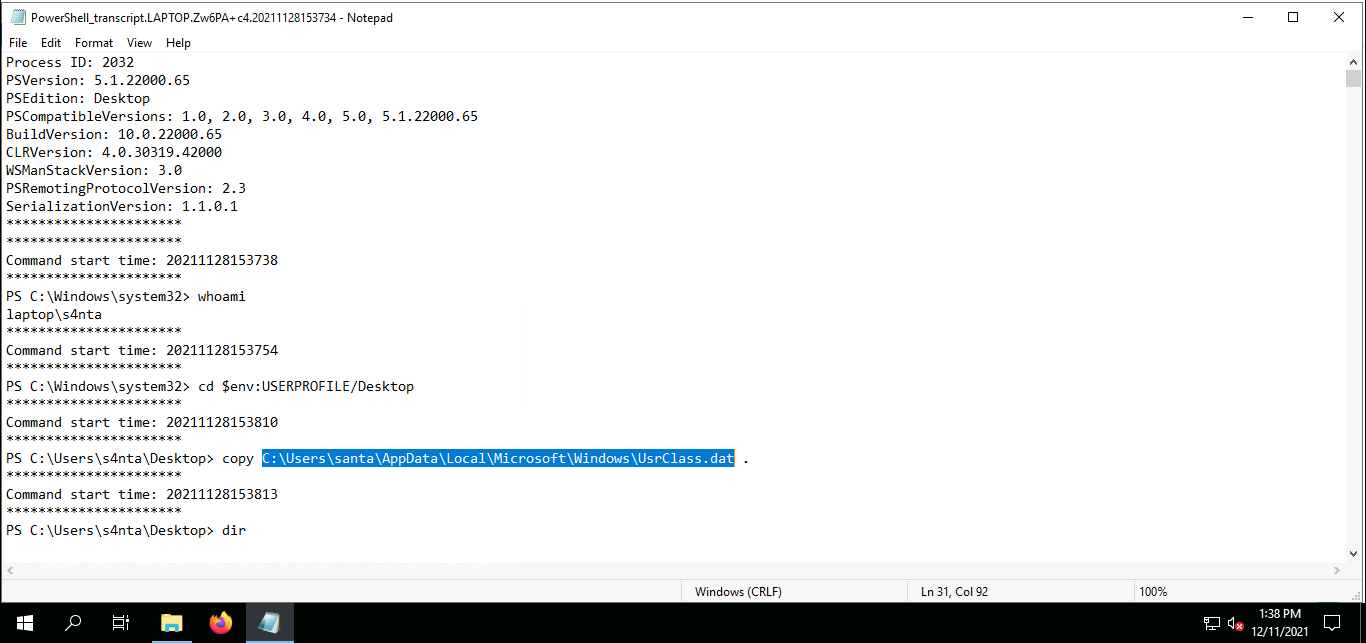 PowerShell_transcript.LAPTOP.Zw6PA+c4.20211128153734 - Notepad
File Edit Format View Help
Process ID: 2032
PSVersion: 5.1.22000.65
PSEdition: Desktop
PSCompatibleVersions: 1.0, 2.0, 3.0, 4.0, 5.0, 5.1.22000.65
BuildVersion: 10.0.22000.65
CLRVersion: 4.0.30319.42000
WSManStackVersion: 3.0
PSRemotingProtocolVersion: 2.3
SerializationVersion: 1.1.0.1
**********************
**********************
Command start time: 20211128153738
**********************
PS C:\Windows\system32> whoami
laptop\s4nta
**********************
Command start time: 20211128153754
**********************
PS C:\Windows\system32> cd $env:USERPROFILE/Desktop
**********************
Command start time: 20211128153810
**********************
PS C:\Users\s4nta\Desktop> copy C:\Users\santa\AppData\Local\Microsoft\Windows\UsrClass.dat .
**********************
Command start time: 20211128153813
**********************
PS C:\Users\s4nta\Desktop> dir
Windows (CRLF) Ln 31, Col 92 100%
1:38 PM
12/11/2021